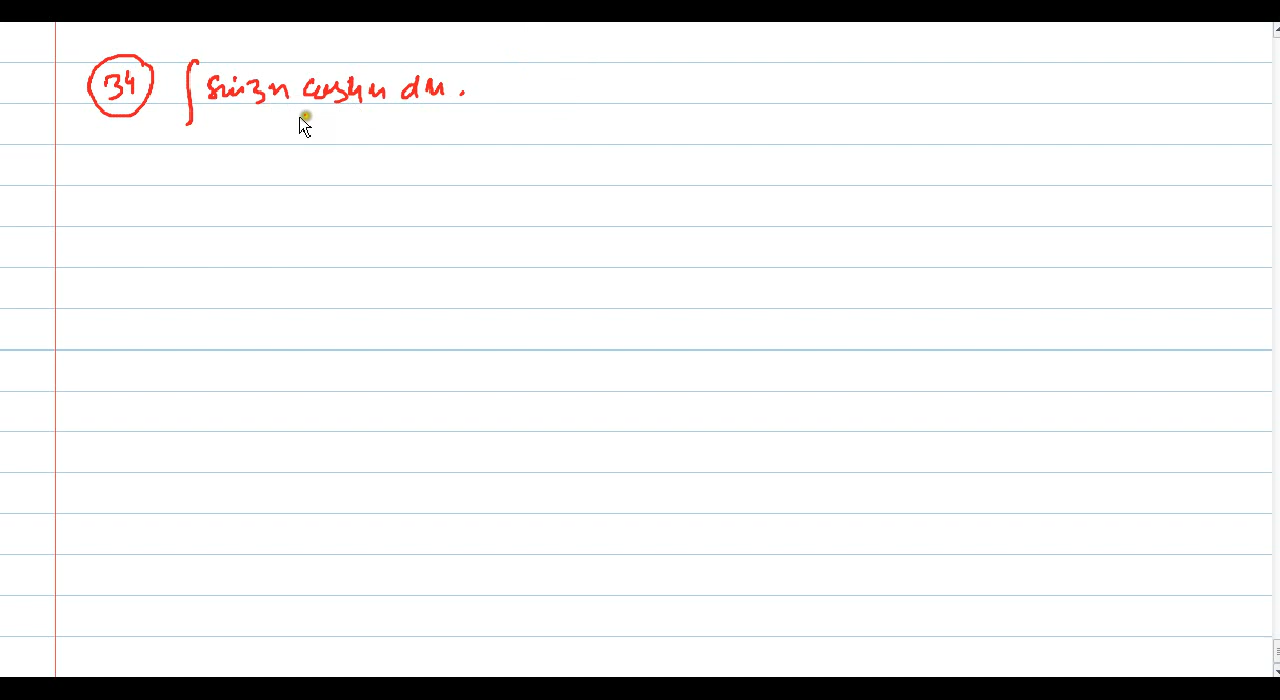 34 ∫ sin3x cos4x dx .